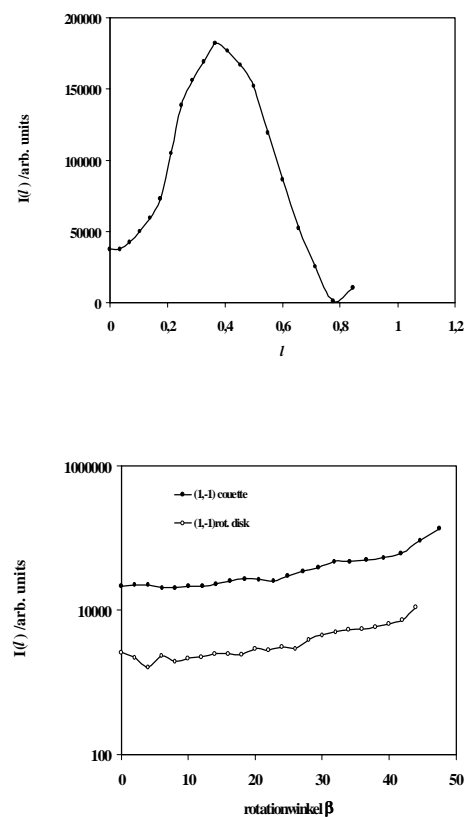 200000
150000
100000
50000
0
I(l) /arb. units
0 0,2 0,4 0,6 0,8 1 1,2
l
1000000
10000
100
I(l) /arb. units
(1,-1) couette
(1,-1)rot. disk
0 10 20 30 40 50
rotationwinkel β